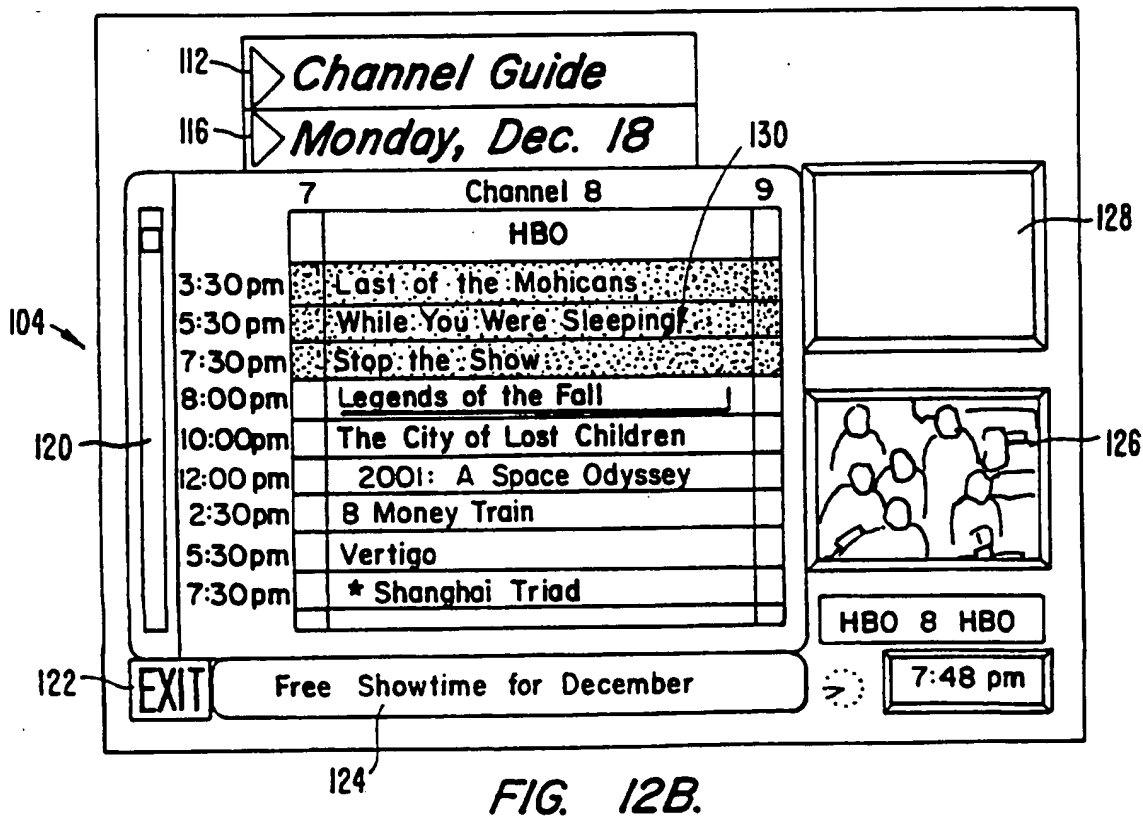 112 Channel Guide
116 Monday, Dec. 18
130
7 Channel 8 9
HBO
128
3:30pm Last of the Mohicans
104
5:30pm While You Were Sleeping
7:30pm Stop the Show
8:00pm Legends of the Fall
120
10:00pm The City of Lost Children
126
12:00 pm 2001: A Space Odyssey
2:30pm 8 Money Train
5:30pm Vertigo
7:30pm * Shanghai Triad
HBO 8 HBO
122 EXIT Free Showtime for December 7:48 pm
124
FIG. 12B.